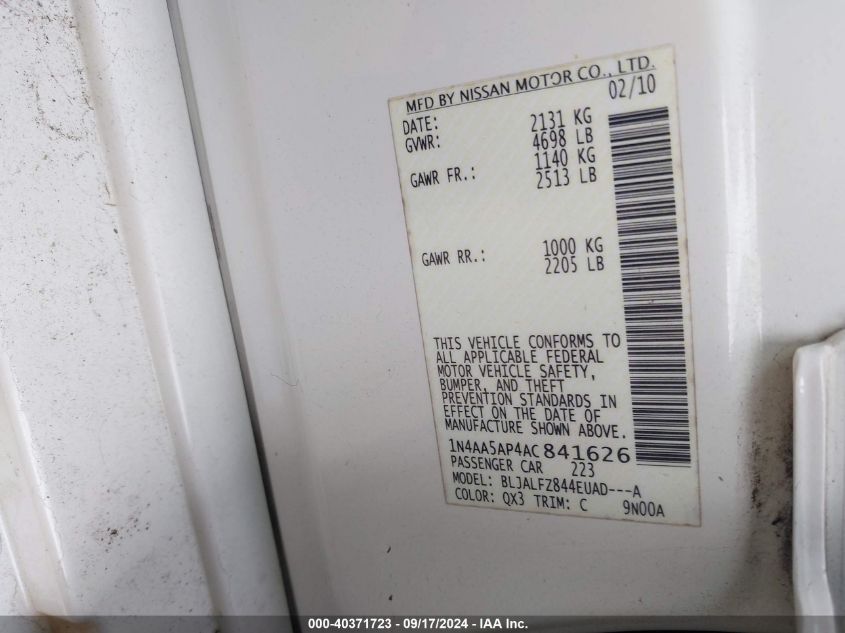 MFD BY NISSAN MOTOR CO., LTD.
DATE: 02/10
GVWR: 2131 KG
4698 LB
GAWR FR.: 1140 KG
2513 LB
GAWR RR.: 1000 KG
2205 LB
THIS VEHICLE CONFORMS TO
ALL APPLICABLE FEDERAL
MOTOR VEHICLE SAFETY,
BUMPER, AND THEFT
PREVENTION STANDARDS IN
EFFECT ON THE DATE OF
MANUFACTURE SHOWN ABOVE.
1N4AA5AP4AC841626
PASSENGER CAR 223
MODEL: BLJALFZ844EUAD---A
COLOR: QX3 TRIM: C 9N00A
000-40371723 - 09/17/2024 - IAA Inc.